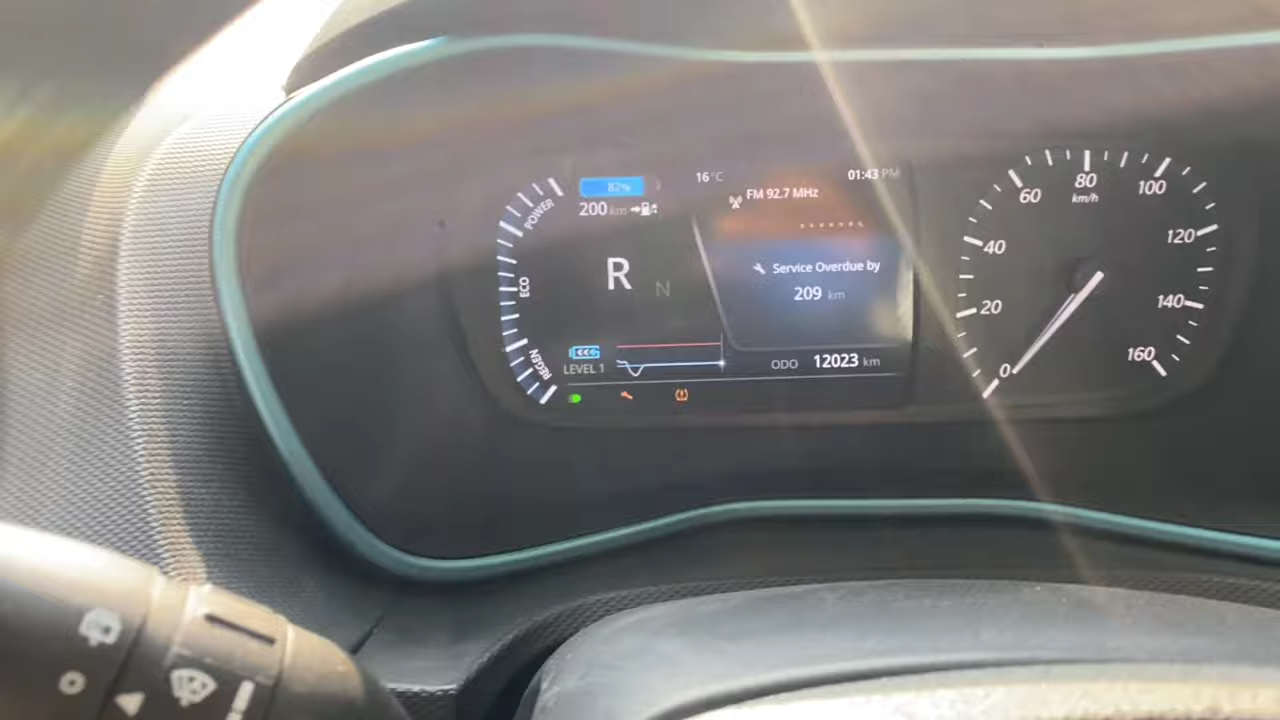 82%
200 km
16°C
01:43 PM
FM 92.7 MHz
POWER
ECO
REGEN
R
N
Service Overdue by
209 km
LEVEL 1
ODO 12023 km
0
20
40
60
80
100
120
140
160
km/h